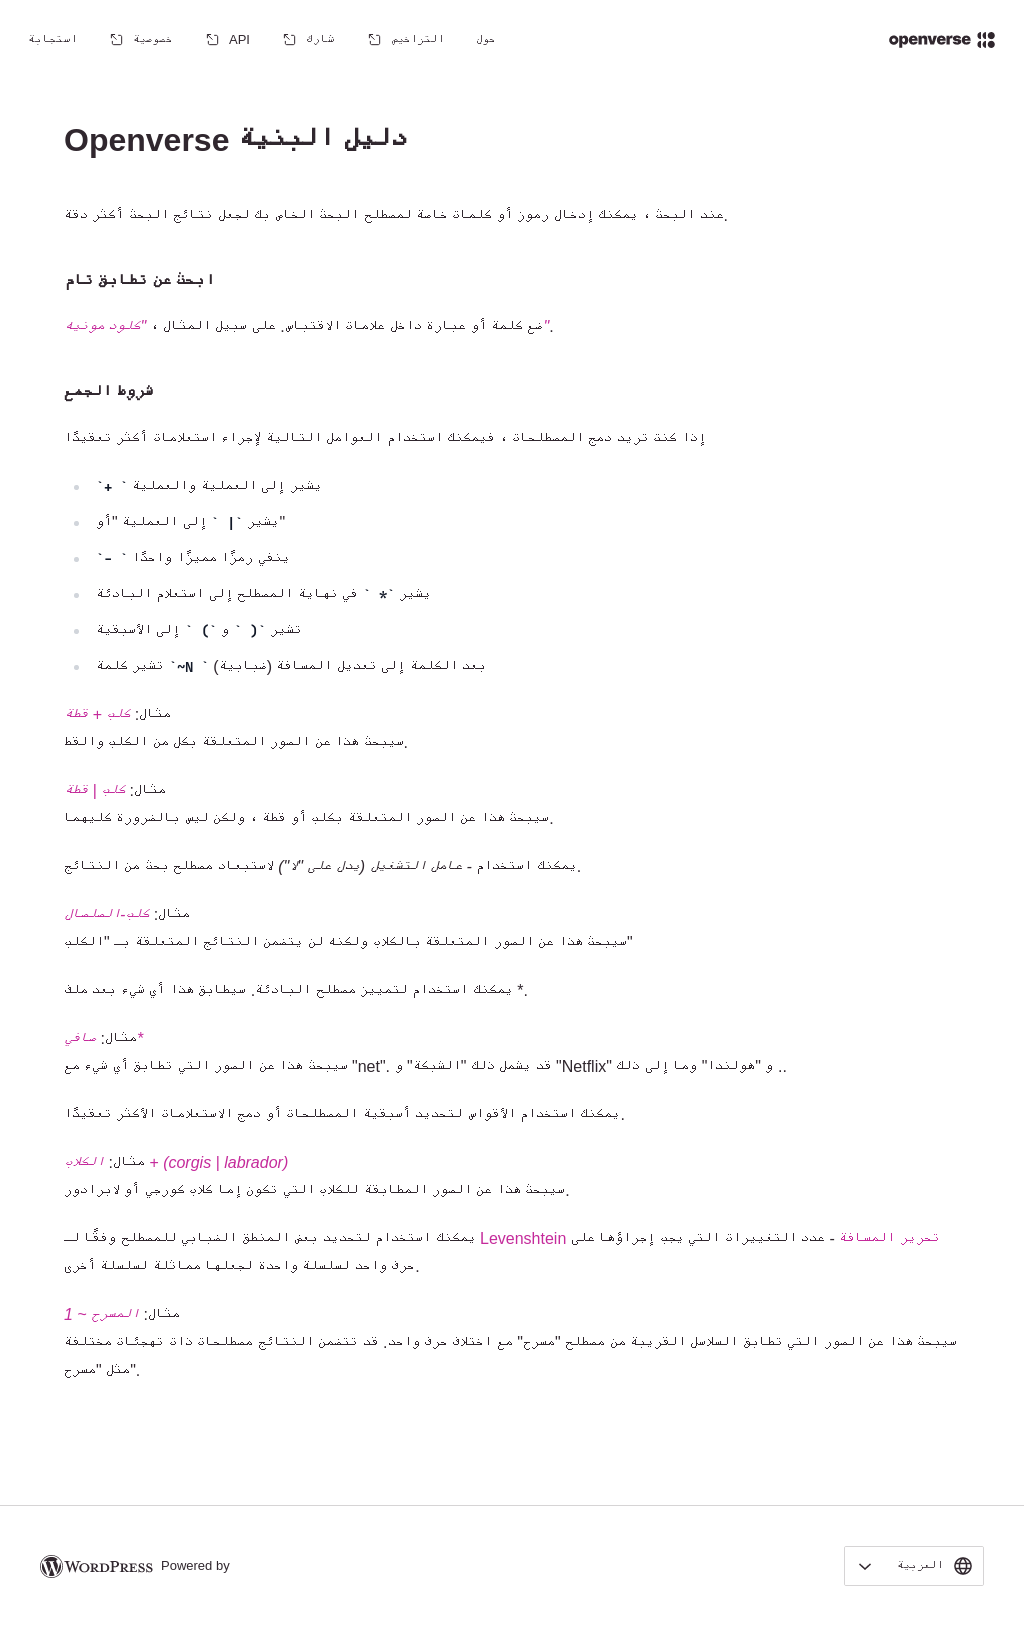 openverse
حول
التراخيص
شارك
API
خصوصية
استجابة
Openverse دليل البنية
عند البحث ، يمكنك إدخال رموز أو كلمات خاصة لمصطلح البحث الخاص بك لجعل نتائج البحث أكثر دقة.
ابحث عن تطابق تام
ضع كلمة أو عبارة داخل علامات الاقتباس. على سبيل المثال ، "كلود مونيه".
شروط الجمع
إذا كنت تريد دمج المصطلحات ، فيمكنك استخدام العوامل التالية لإجراء استعلامات أكثر تعقيدًا
`+ ` يشير إلى العملية والعملية
يشير `| ` إلى العملية "أو"
`- ` ينفي رمزًا مميزًا واحدًا
يشير `* ` في نهاية المصطلح إلى استعلام البادئة
تشير `( ` و `) ` إلى الأسبقية
تشير كلمة `~N ` بعد الكلمة إلى تعديل المسافة (ضبابية)
مثال: كلب + قطة
سيبحث هذا عن الصور المتعلقة بكل من الكلب والقط.
مثال: كلب | قطة
سيبحث هذا عن الصور المتعلقة بكلب أو قطة ، ولكن ليس بالضرورة كليهما.
يمكنك استخدام - عامل التشغيل (يدل على "لا") لاستبعاد مصطلح بحث من النتائج.
مثال: كلب-الصلصال
سيبحث هذا عن الصور المتعلقة بالكلاب ولكنه لن يتضمن النتائج المتعلقة بـ "الكلب"
يمكنك استخدام لتمييز مصطلح البادئة. سيطابق هذا أي شيء بعد ملف *.
مثال: صافي*
سيبحث هذا عن الصور التي تطابق أي شيء مع "net". قد يشمل ذلك "الشبكة" و "Netflix" و "هولندا" وما إلى ذلك ..
يمكنك استخدام الأقواس لتحديد أسبقية المصطلحات أو دمج الاستعلامات الأكثر تعقيدًا.
مثال: الكلاب + (corgis | labrador)
سيبحث هذا عن الصور المطابقة للكلاب التي تكون إما كلاب كورجي أو لابرادور.
يمكنك استخدام لتحديد بعض المنطق الضبابي للمصطلح وفقًا لـ Levenshtein تحرير المسافة - عدد التغييرات التي يجب إجراؤها على
حرف واحد لسلسلة واحدة لجعلها مماثلة لسلسلة أخرى.
مثال: المسرح ~ 1
سيبحث هذا عن الصور التي تطابق السلاسل القريبة من مصطلح "مسرح" مع اختلاف حرف واحد. قد تتضمن النتائج مصطلحات ذات تهجئات مختلفة
مثل "مسرح".
العربية
Powered by WORDPRESS